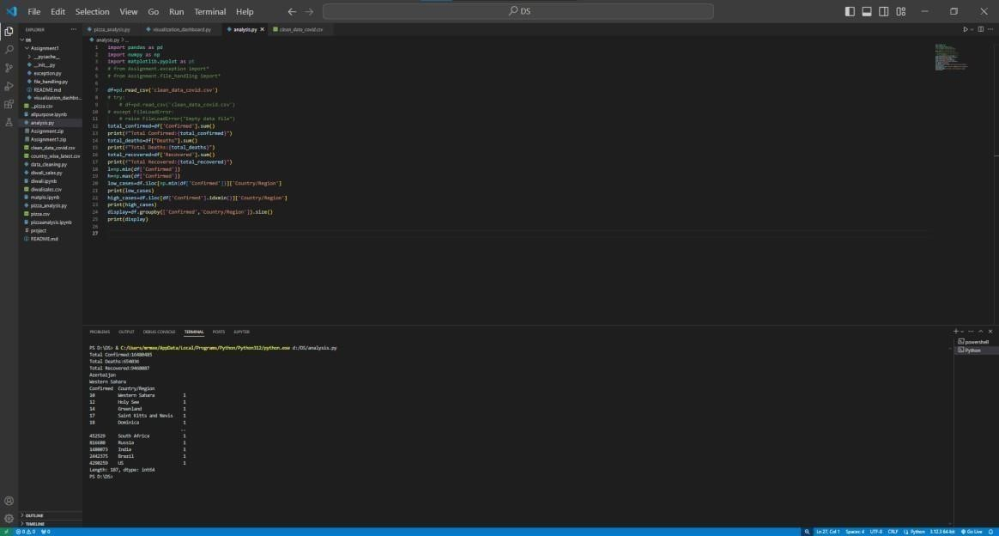 File Edit Selection View Go Run Terminal Help
DS
EXPLORER
DS
Assignment1
__pycache__
__init__.py
exception.py
file_handling.py
README.md
visualization_dashbo...
_pizza.csv
allpurpose.ipynb
analysis.py
Assignment.zip
Assignment1.zip
clean_data_covid.csv
country_wise_latest.csv
data_cleaning.py
diwali_sales.py
diwali.ipynb
diwalisales.csv
matplo.ipynb
pizza_analysis.py
pizza.csv
pizzaanalysis.ipynb
project
README.md
OUTLINE
TIMELINE
pizza_analysis.py visualization_dashboard.py analysis.py clean_data_covid.csv
analysis.py > ...
1 import pandas as pd
2 import numpy as np
3 import matplotlib.pyplot as pt
4 # from Assignment.exception import*
5 # from Assignment.file_handling import*
6
7 df=pd.read_csv('clean_data_covid.csv')
8 # try:
9 # df=pd.read_csv('clean_data_covid.csv')
10 # except FileLoadError:
11 # raise FileLoadError("Empty data file")
12 total_confirmed=df['Confirmed'].sum()
13 print(f"Total Confirmed:{total_confirmed}")
14 total_deaths=df["Deaths"].sum()
15 print(f"Total Deaths:{total_deaths}")
16 total_recovered=df['Recovered'].sum()
17 print(f"Total Recovered:{total_recovered}")
18 l=np.min(df['Confirmed'])
19 h=np.max(df['Confirmed'])
20 low_cases=df.iloc[np.min(df['Confirmed'])]['Country/Region']
21 print(low_cases)
22 high_cases=df.iloc[df['Confirmed'].idxmin()]['Country/Region']
23 print(high_cases)
24 display=df.groupby(['Confirmed','Country/Region']).size()
25 print(display)
26
27
PROBLEMS OUTPUT DEBUG CONSOLE TERMINAL PORTS JUPYTER
PS D:\DS> & C:/Users/mrmae/AppData/Local/Programs/Python/Python312/python.exe d:/DS/analysis.py
Total Confirmed:16480485
Total Deaths:654036
Total Recovered:9468087
Azerbaijan
Western Sahara
Confirmed Country/Region
10 Western Sahara 1
12 Holy See 1
14 Greenland 1
17 Saint Kitts and Nevis 1
18 Dominica 1
..
452529 South Africa 1
816680 Russia 1
1480073 India 1
2442375 Brazil 1
4290259 US 1
Length: 187, dtype: int64
PS D:\DS>
powershell
Python
0 0 0 Ln 27, Col 1 Spaces: 4 UTF-8 CRLF Python 3.12.3 64-bit Go Live